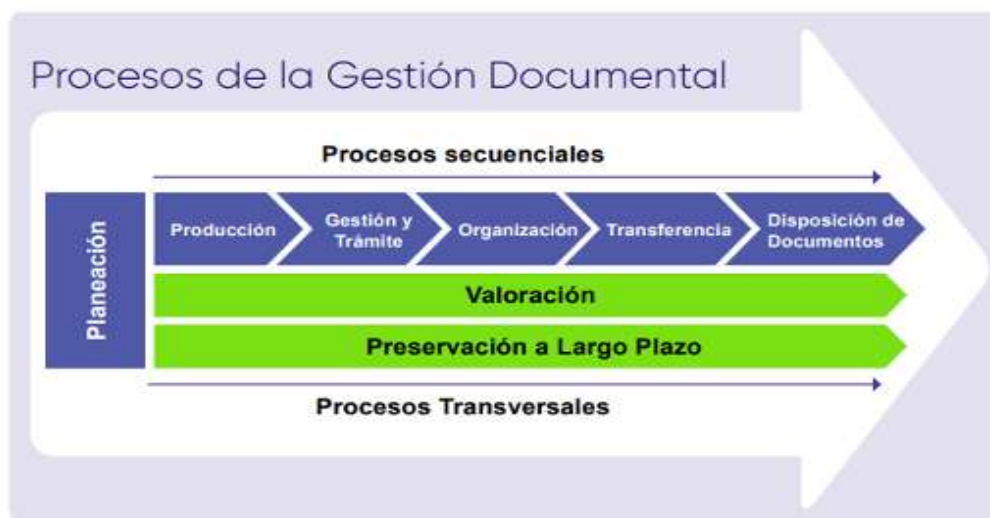 Procesos de la Gestión Documental
Procesos secuenciales
Planeación
Producción
Gestión y
Trámite
Organización
Transferencia
Disposición de
Documentos
Valoración
Preservación a Largo Plazo
Procesos Transversales